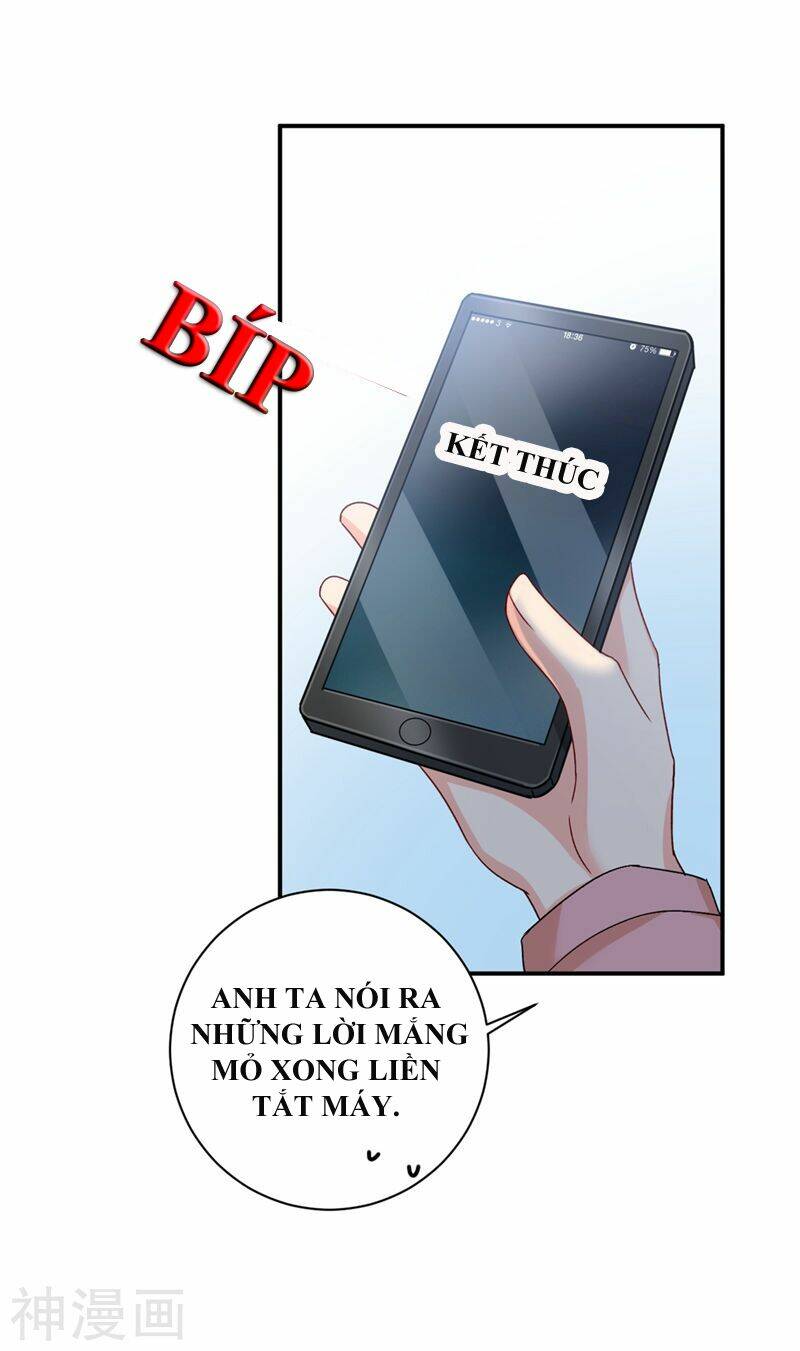 BÍP
3 18:36 75%
KẾT THÚC
ANH TA NÓI RA
NHỮNG LỜI MẮNG
MỎ XONG LIỀN
TẮT MÁY.
神漫画